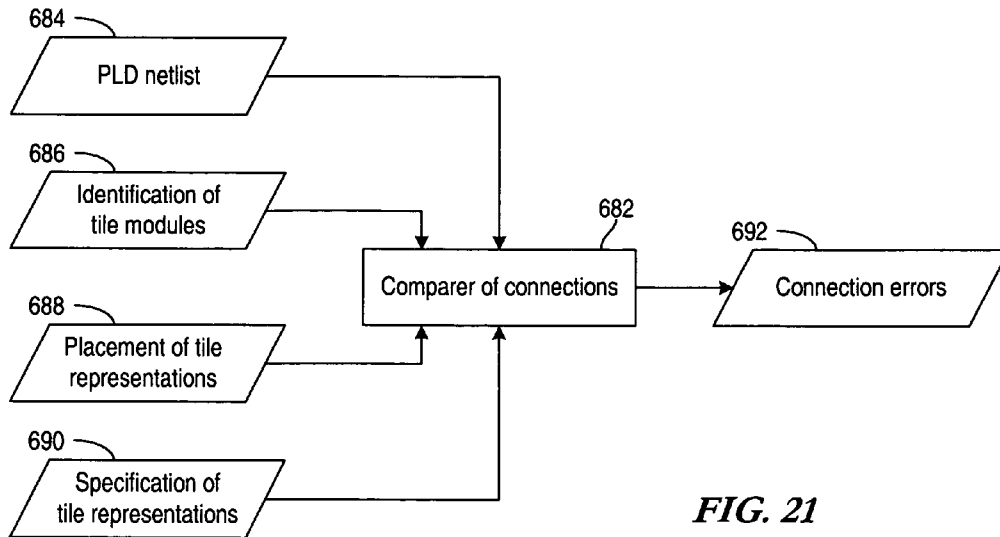 684
PLD netlist
686
Identification of
tile modules
682
Comparer of connections
692
Connection errors
688
Placement of tile
representations
690
Specification of
tile representations
FIG. 21